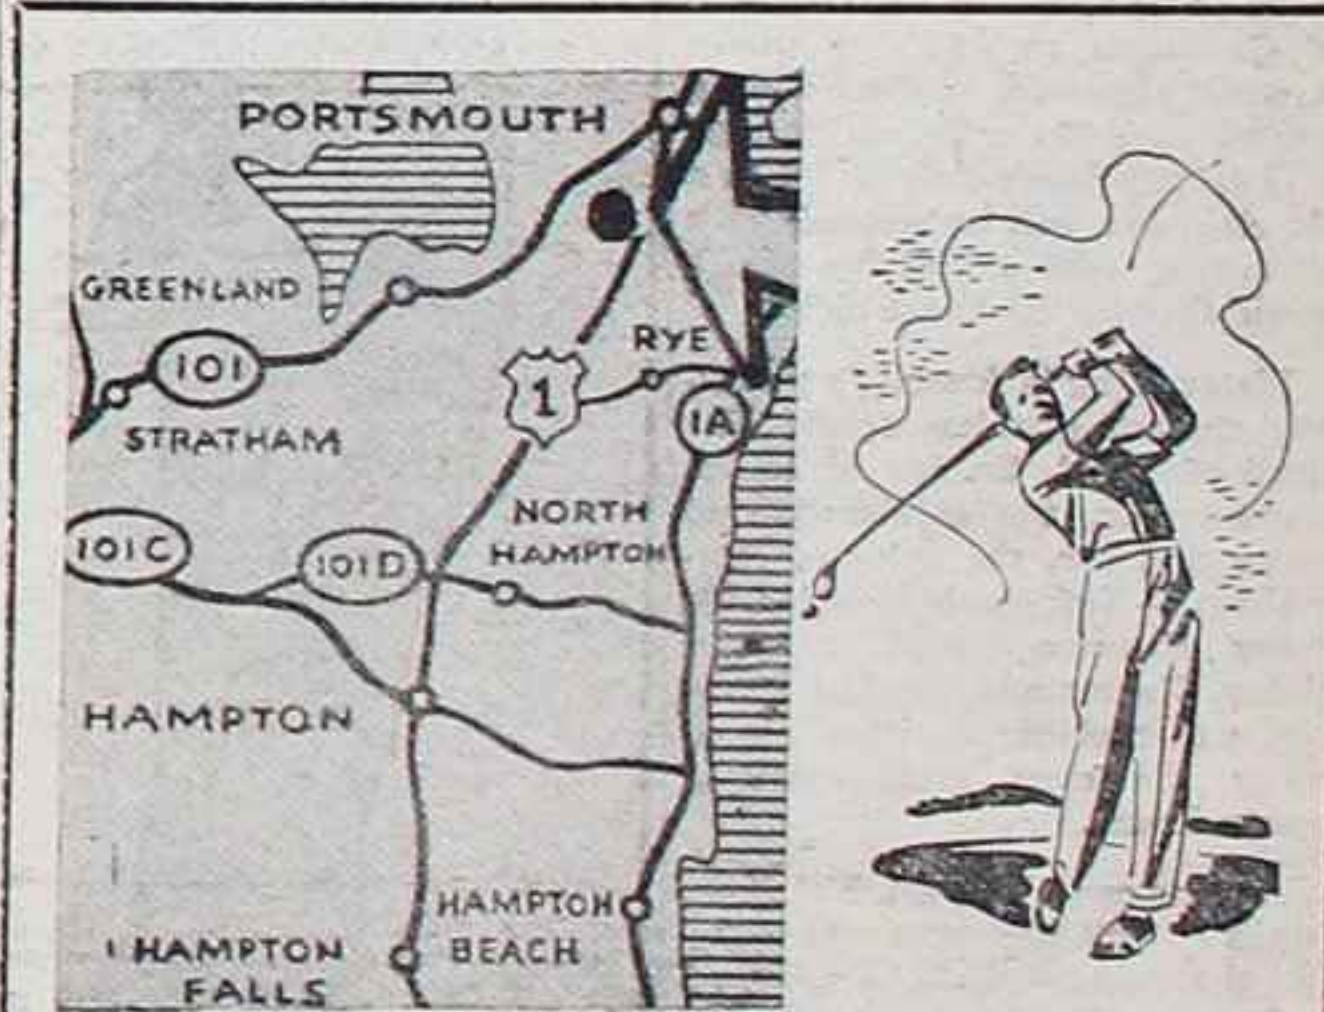 PORTSMOUTH
GREENLAND
101
RYE
1
1A
STRATHAM
NORTH
HAMPTON
101C
101D
HAMPTON
HAMPTON
BEACH
HAMPTON
FALLS